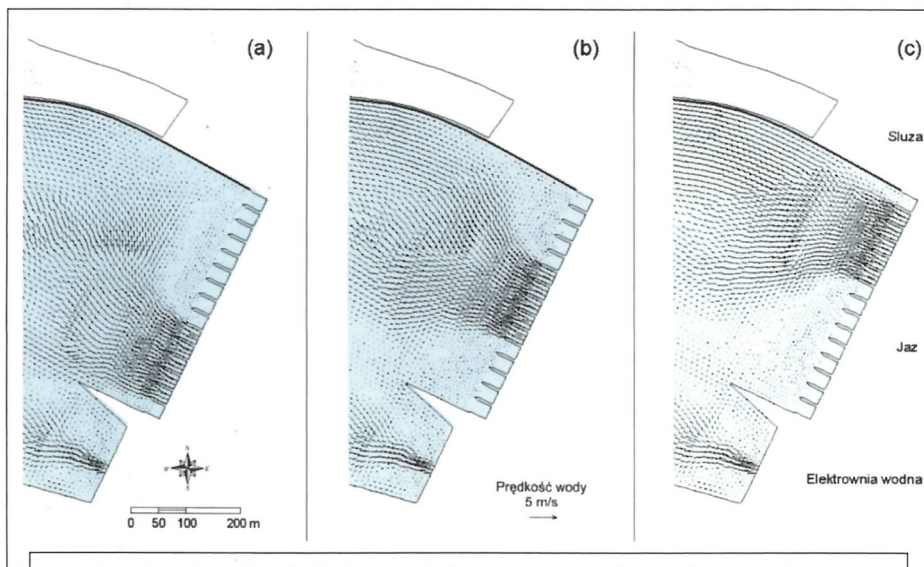 (a)
(b)
(c)
Sluza
Jaz
Elektrownia wodna
N
E
S
Prędkość wody
5 m/s
0 50 100 200 m